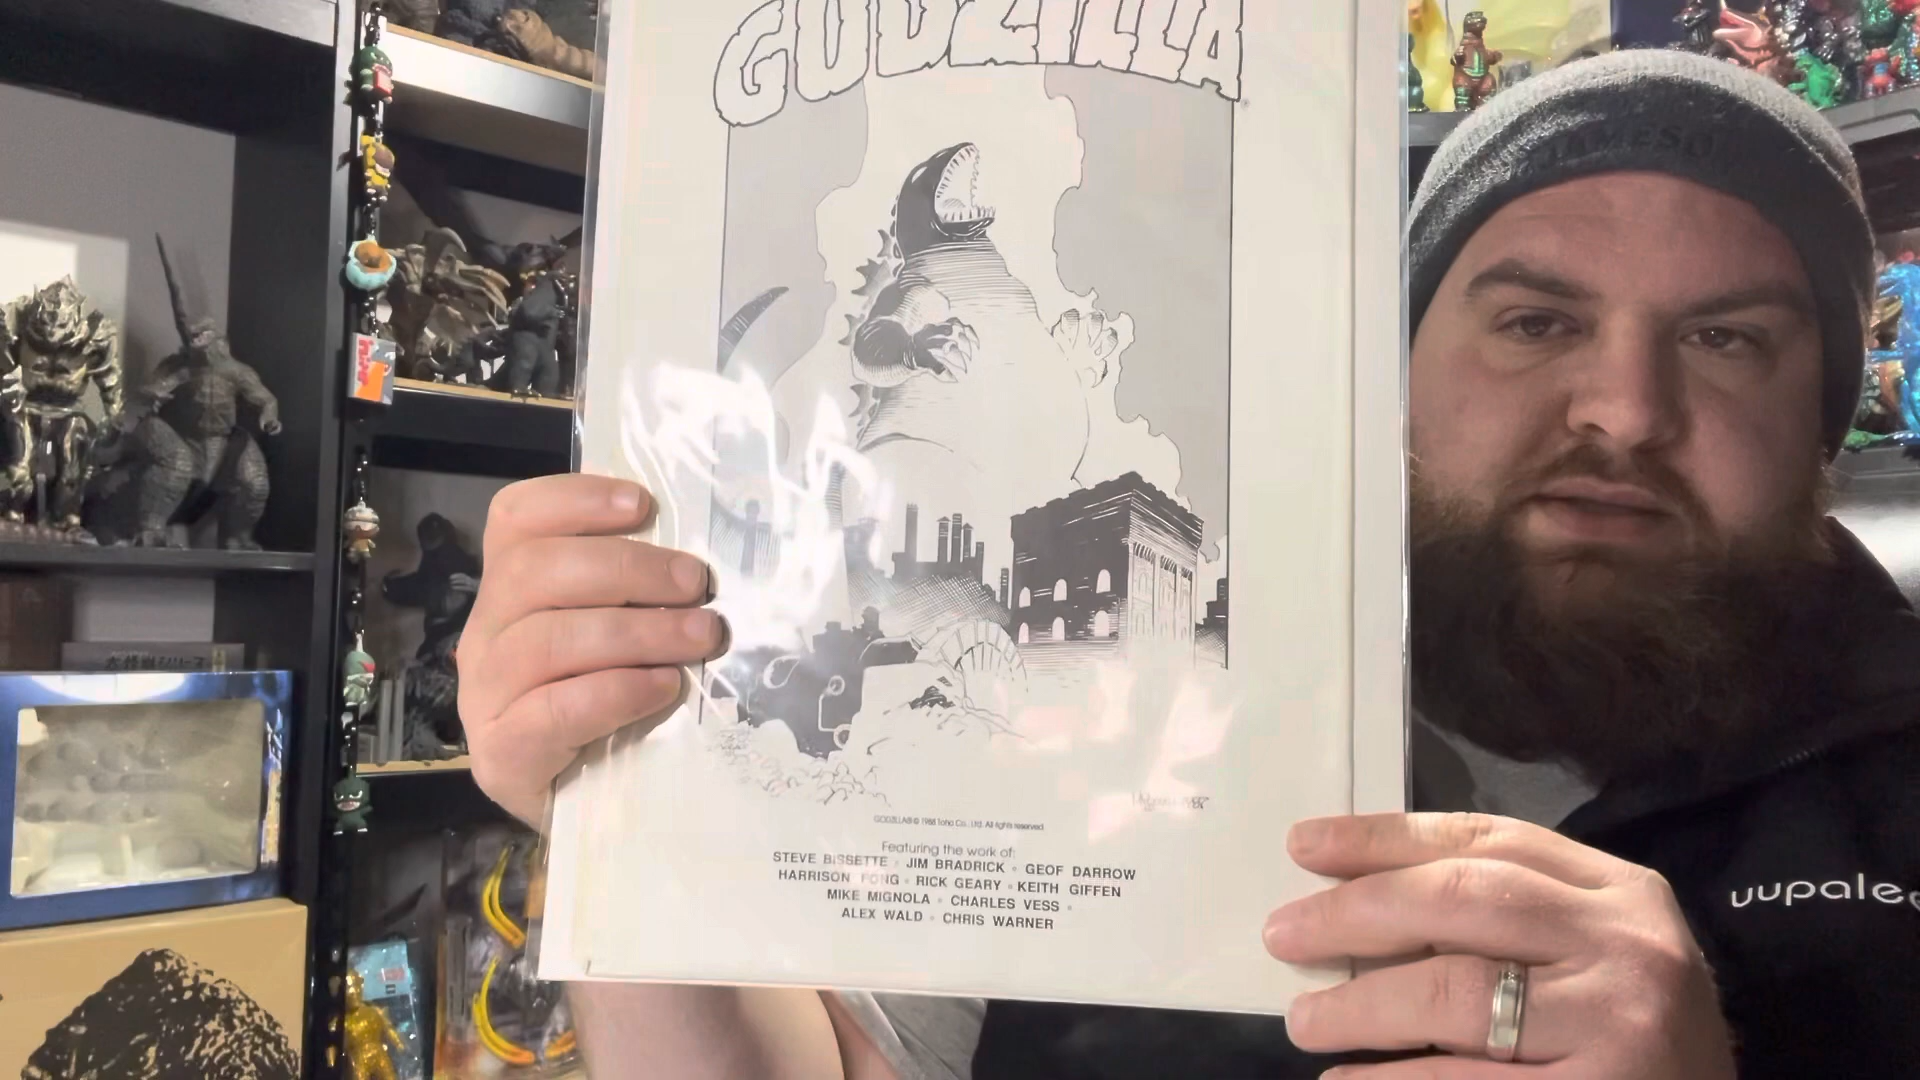 GODZILLA
JAMESO
GODZILLA® © 1988 Toho Co., Ltd. All rights reserved
Featuring the work of:
STEVE BISSETTE • JIM BRADRICK • GEOF DARROW
HARRISON FONG • RICK GEARY • KEITH GIFFEN
MIKE MIGNOLA • CHARLES VESS •
ALEX WALD • CHRIS WARNER